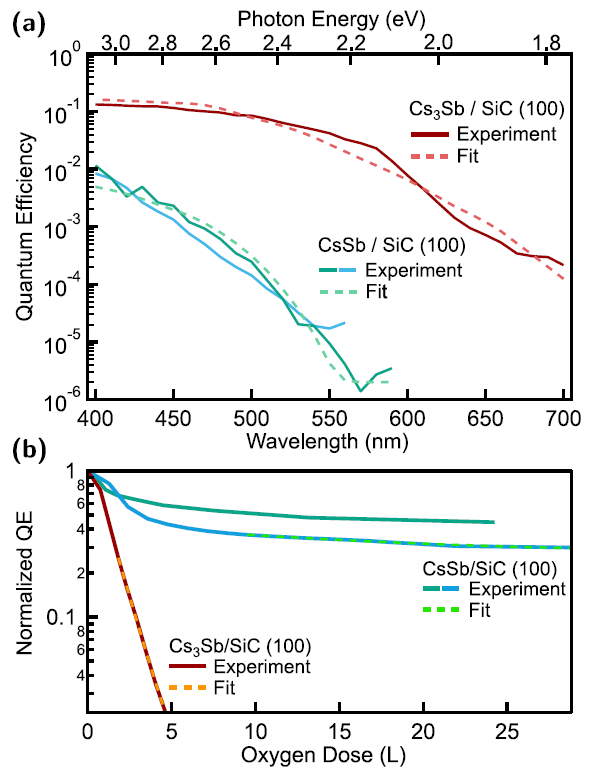 (a)
Photon Energy (eV)
3.0 2.8 2.6 2.4 2.2 2.0 1.8
10⁰
10⁻¹
10⁻²
10⁻³
10⁻⁴
10⁻⁵
10⁻⁶
Quantum Efficiency
Cs₃Sb / SiC (100)
Experiment
Fit
CsSb / SiC (100)
Experiment
Fit
400 450 500 550 600 650 700
Wavelength (nm)
(b)
1
8
6
4
2
0.1
8
6
4
Normalized QE
CsSb/SiC (100)
Experiment
Fit
Cs₃Sb/SiC (100)
Experiment
Fit
0 5 10 15 20 25
Oxygen Dose (L)